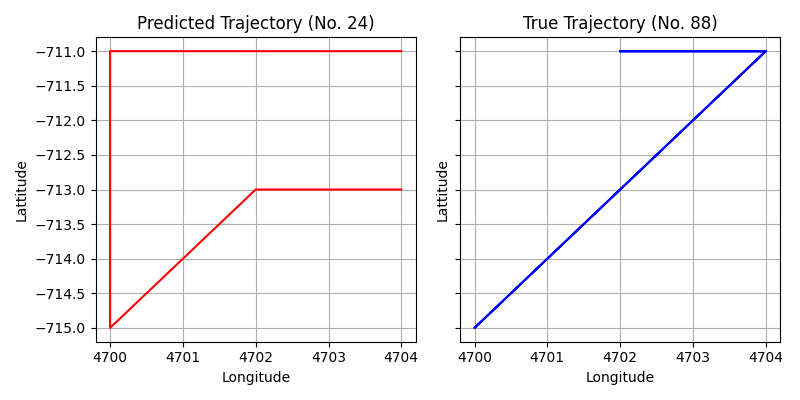 Predicted Trajectory (No. 24)
True Trajectory (No. 88)
−711.0
−711.5
−712.0
−712.5
−713.0
−713.5
−714.0
−714.5
−715.0
Lattitude
Lattitude
4700 4701 4702 4703 4704
4700 4701 4702 4703 4704
Longitude
Longitude